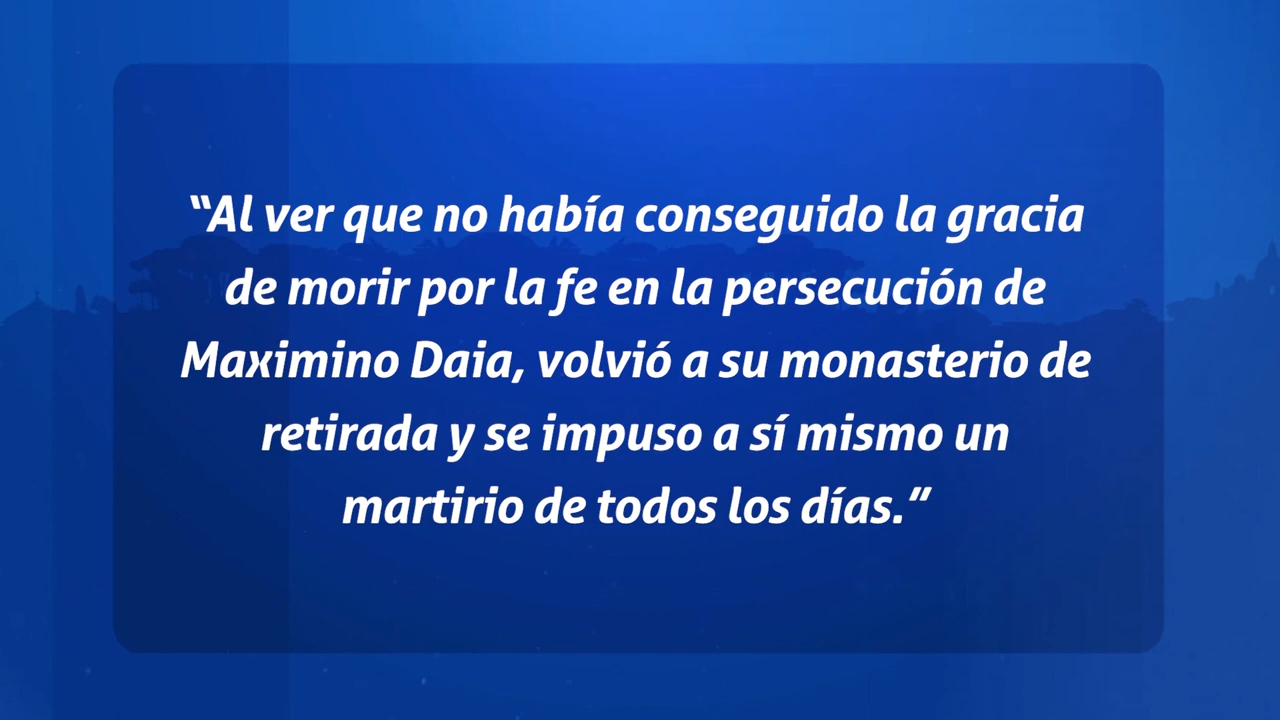 “Al ver que no había conseguido la gracia
de morir por la fe en la persecución de
Maximino Daia, volvió a su monasterio de
retirada y se impuso a sí mismo un
martirio de todos los días.”